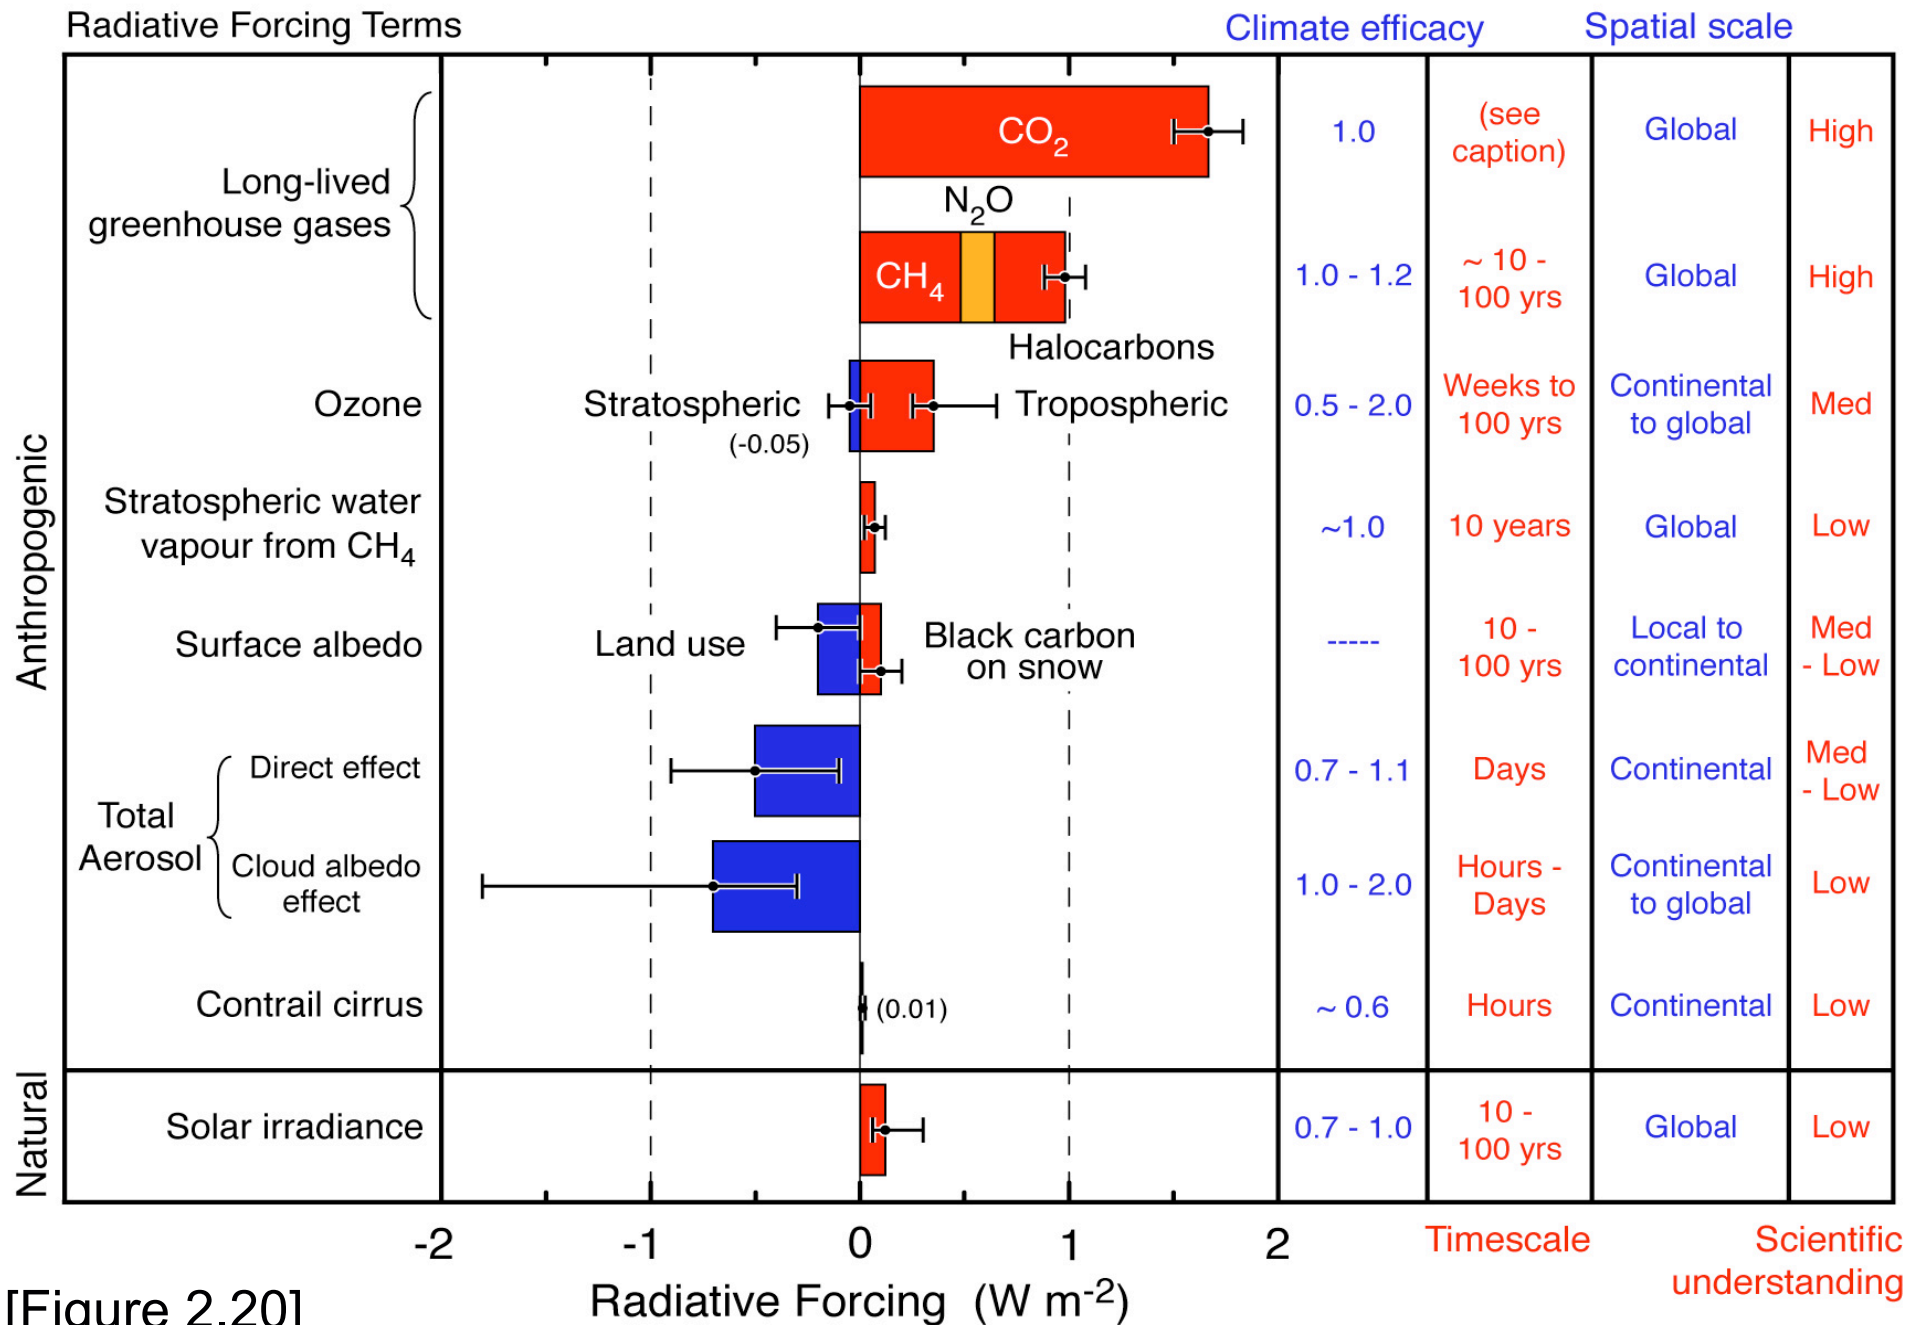 Radiative Forcing Terms
Climate efficacy
Spatial scale
Anthropogenic
Long-lived
greenhouse gases
CO2
1.0
(see
caption)
Global
High
N2O
CH4
Halocarbons
1.0 - 1.2
~ 10 -
100 yrs
Global
High
Ozone
Stratospheric
(-0.05)
Tropospheric
0.5 - 2.0
Weeks to
100 yrs
Continental
to global
Med
Stratospheric water
vapour from CH4
~1.0
10 years
Global
Low
Surface albedo
Land use
Black carbon
on snow
-----
10 -
100 yrs
Local to
continental
Med
- Low
Total
Aerosol
Direct effect
0.7 - 1.1
Days
Continental
Med
- Low
Cloud albedo
effect
1.0 - 2.0
Hours -
Days
Continental
to global
Low
Contrail cirrus
(0.01)
~ 0.6
Hours
Continental
Low
Natural
Solar irradiance
0.7 - 1.0
10 -
100 yrs
Global
Low
-2 -1 0 1 2
Timescale
Scientific
understanding
Radiative Forcing (W m-2)
[Figure 2.20]